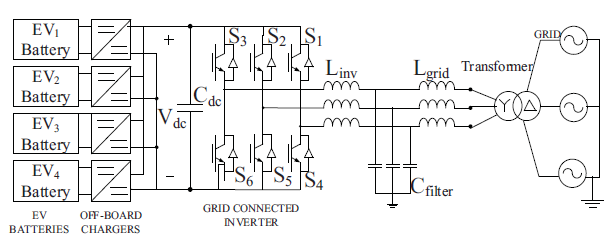 EV1
Battery
EV2
Battery
EV3
Battery
EV4
Battery
EV
BATTERIES
OFF-BOARD
CHARGERS
+
Vdc
−
Cdc
S3 S2 S1
S6 S5 S4
GRID CONNECTED
INVERTER
Linv
Lgrid
Cfilter
Transformer
Y Δ
GRID